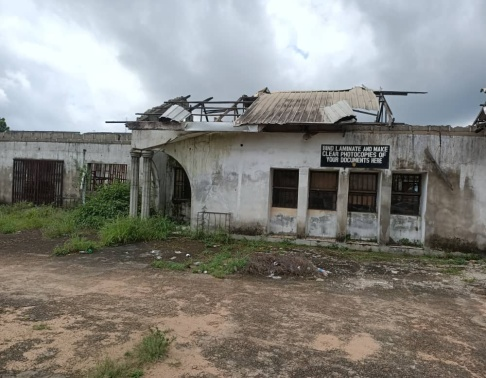 BIND LAMINATE AND MAKE
CLEAR PHOTOCOPIES OF
YOUR DOCUMENTS HERE